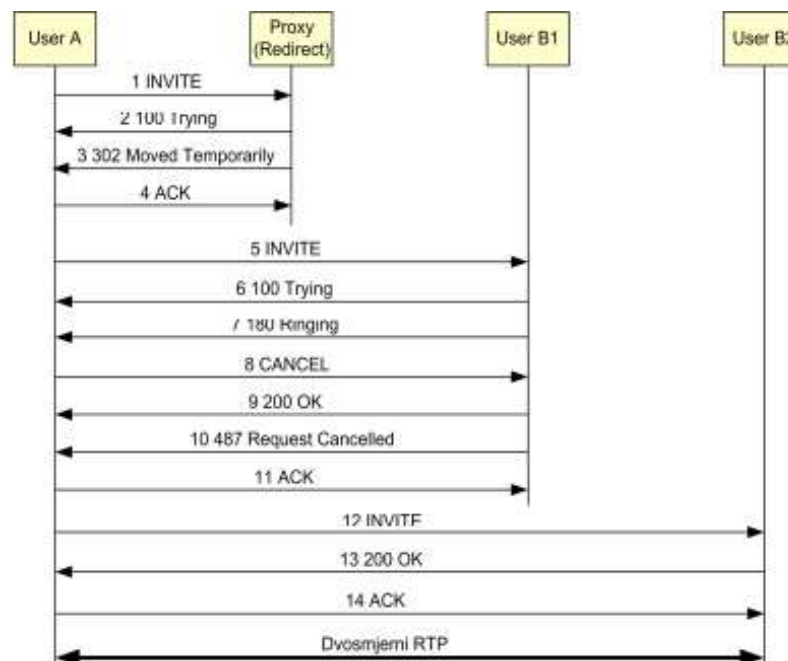 User A
Proxy
(Redirect)
User B1
User B2
1 INVITE
2 100 Trying
3 302 Moved Temporarily
4 ACK
5 INVITE
6 100 Trying
7 180 Ringing
8 CANCEL
9 200 OK
10 487 Request Cancelled
11 ACK
12 INVITE
13 200 OK
14 ACK
Dvosmjerni RTP